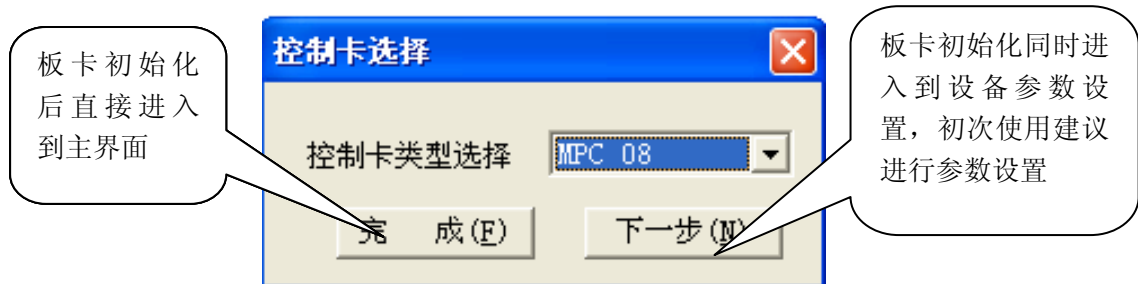 板卡初始化
后直接进入
到主界面
控制卡选择
控制卡类型选择 MPC 08
完 成(F) 下一步(N)
板卡初始化同时进
入到设备参数设
置，初次使用建议
进行参数设置